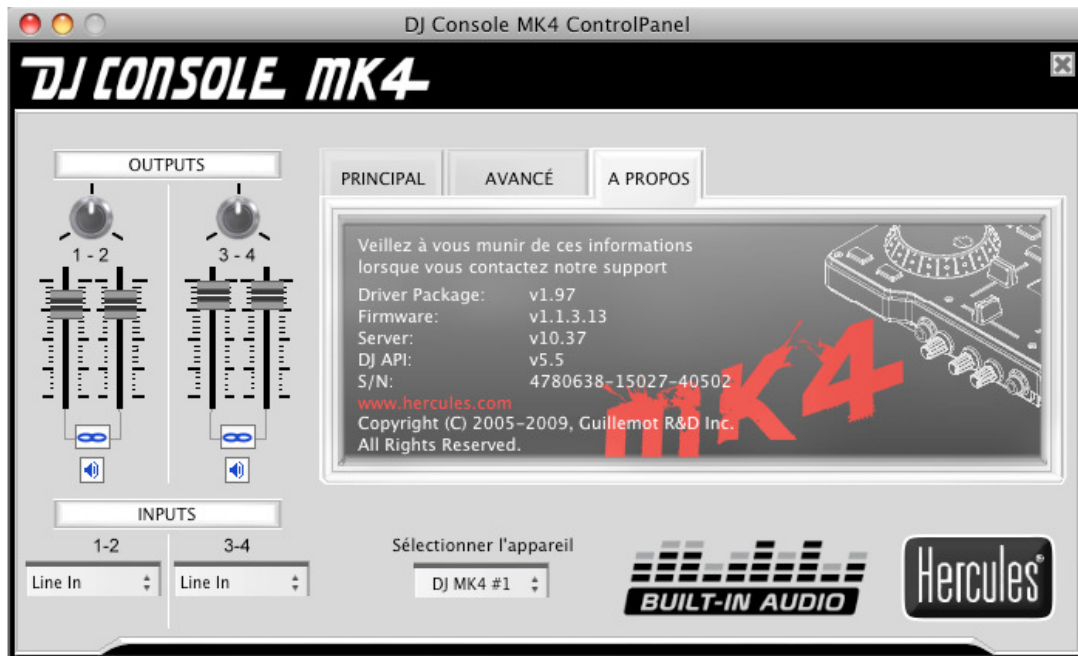 DJ Console MK4 ControlPanel
DJ CONSOLE MK4
OUTPUTS
1 - 2
3 - 4
INPUTS
1-2
3-4
Line In
Line In
PRINCIPAL
AVANCÉ
A PROPOS
Veillez à vous munir de ces informations
lorsque vous contactez notre support
Driver Package: v1.97
Firmware: v1.1.3.13
Server: v10.37
DJ API: v5.5
S/N: 4780638-15027-40502
www.hercules.com
Copyright (C) 2005-2009, Guillemot R&D Inc.
All Rights Reserved.
mK4
Sélectionner l'appareil
DJ MK4 #1
BUILT-IN AUDIO
Hercules®